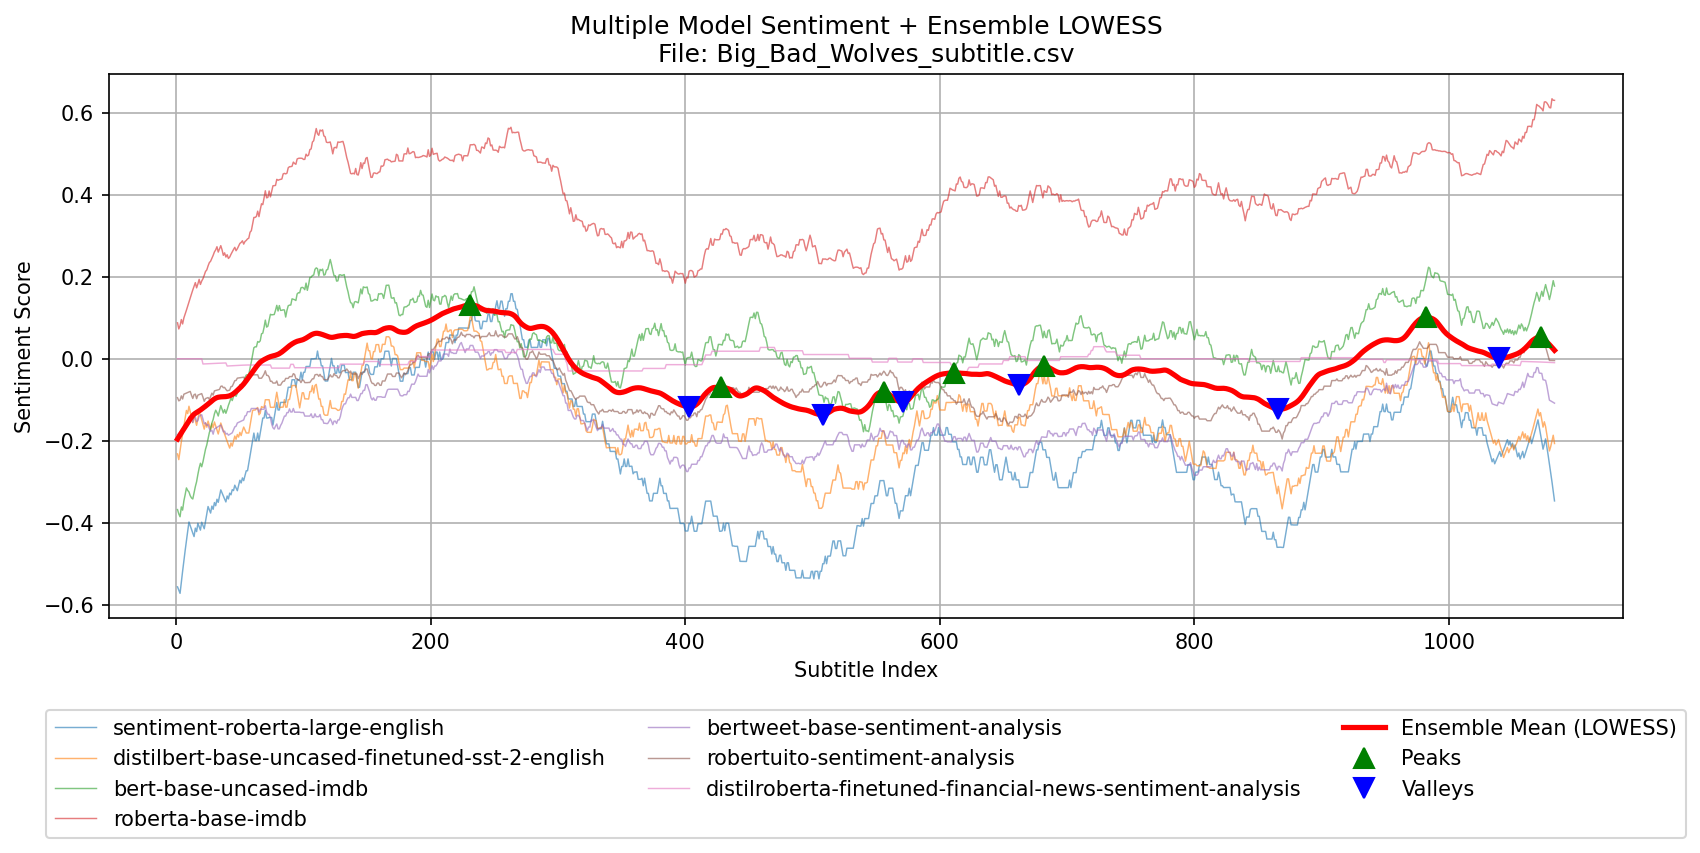 Multiple Model Sentiment + Ensemble LOWESS
File: Big_Bad_Wolves_subtitle.csv
Sentiment Score
0.6
0.4
0.2
0.0
−0.2
−0.4
−0.6
0 200 400 600 800 1000
Subtitle Index
sentiment-roberta-large-english
distilbert-base-uncased-finetuned-sst-2-english
bert-base-uncased-imdb
roberta-base-imdb
bertweet-base-sentiment-analysis
robertuito-sentiment-analysis
distilroberta-finetuned-financial-news-sentiment-analysis
Ensemble Mean (LOWESS)
Peaks
Valleys